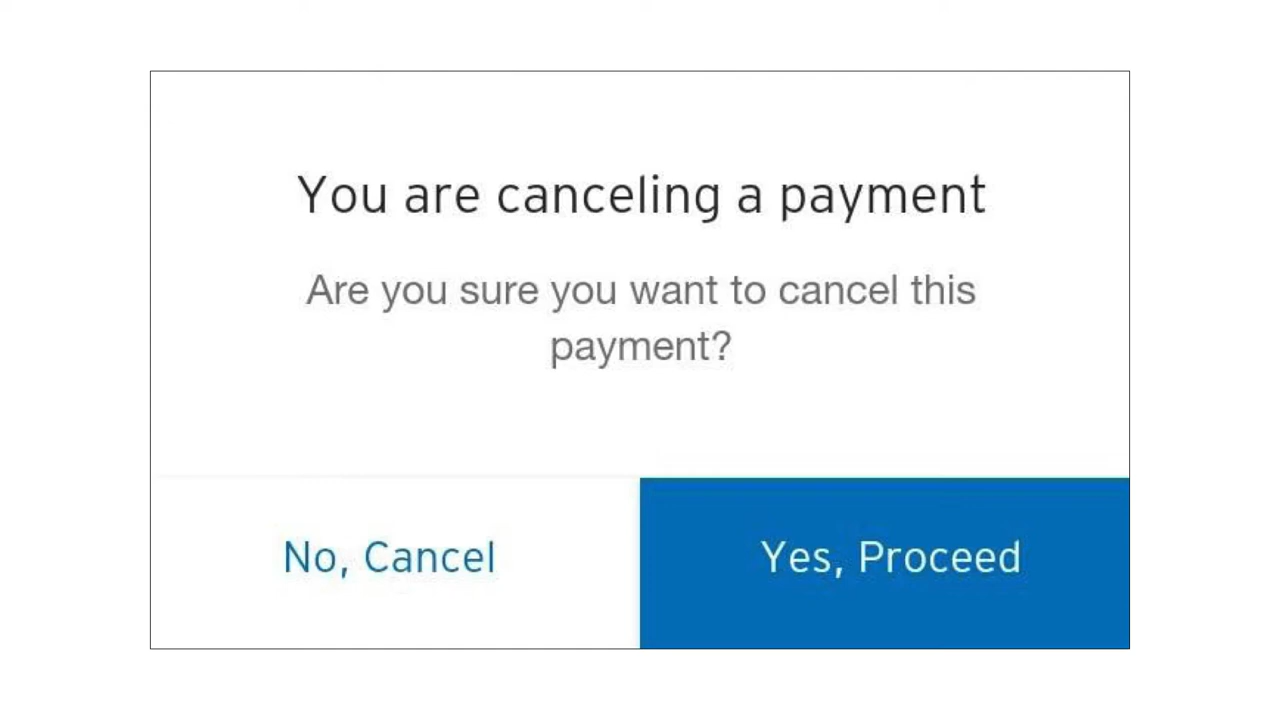 You are canceling a payment
Are you sure you want to cancel this
payment?
No, Cancel
Yes, Proceed